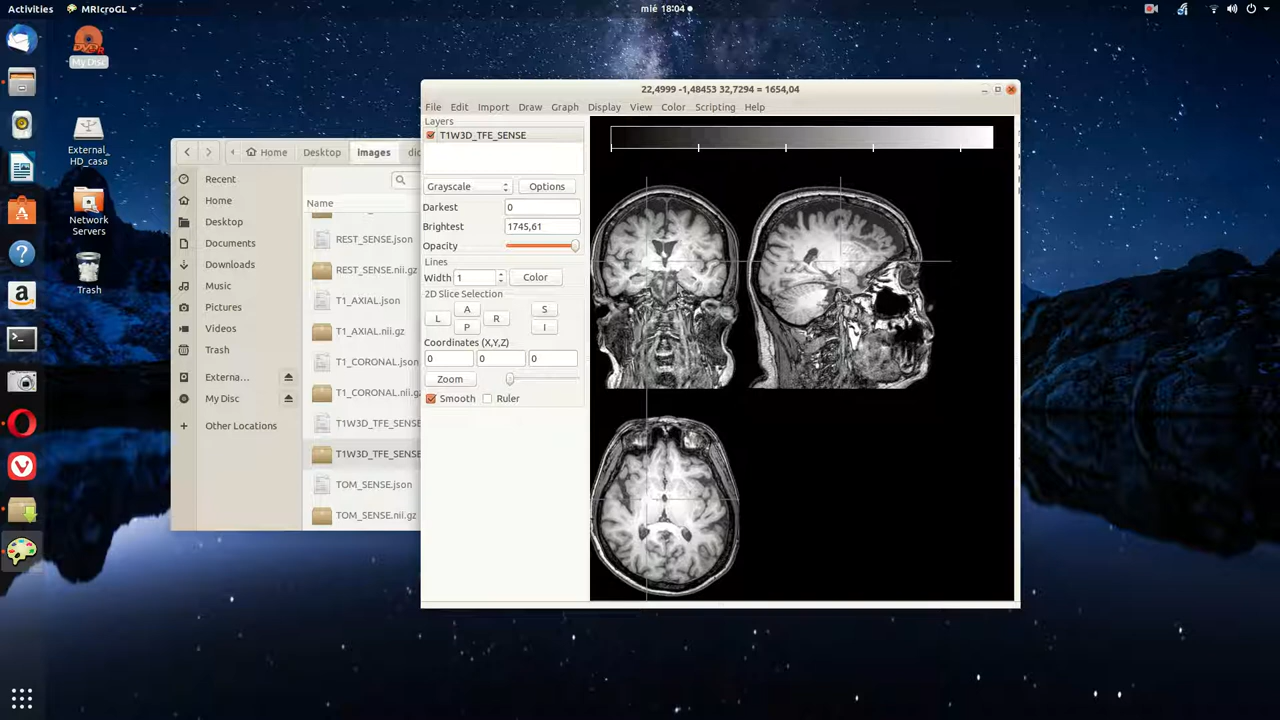 Activities MRIcroGL mié 18:04
My Disc
External_
HD_casa
Network
Servers
Trash
Home Desktop Images
Recent
Home
Desktop
Documents
Downloads
Music
Pictures
Videos
Trash
Externa...
My Disc
Other Locations
Name
REST_SENSE.json
REST_SENSE.nii.gz
T1_AXIAL.json
T1_AXIAL.nii.gz
T1_CORONAL.json
T1_CORONAL.nii.gz
T1W3D_TFE_SENSE
T1W3D_TFE_SENSE
TOM_SENSE.json
TOM_SENSE.nii.gz
22,4999 -1,48453 32,7294 = 1654,04
File Edit Import Draw Graph Display View Color Scripting Help
Layers
T1W3D_TFE_SENSE
Grayscale Options
Darkest 0
Brightest 1745,61
Opacity
Lines
Width 1 Color
2D Slice Selection
A S
L R
P I
Coordinates (X,Y,Z)
0 0 0
Zoom
Smooth Ruler